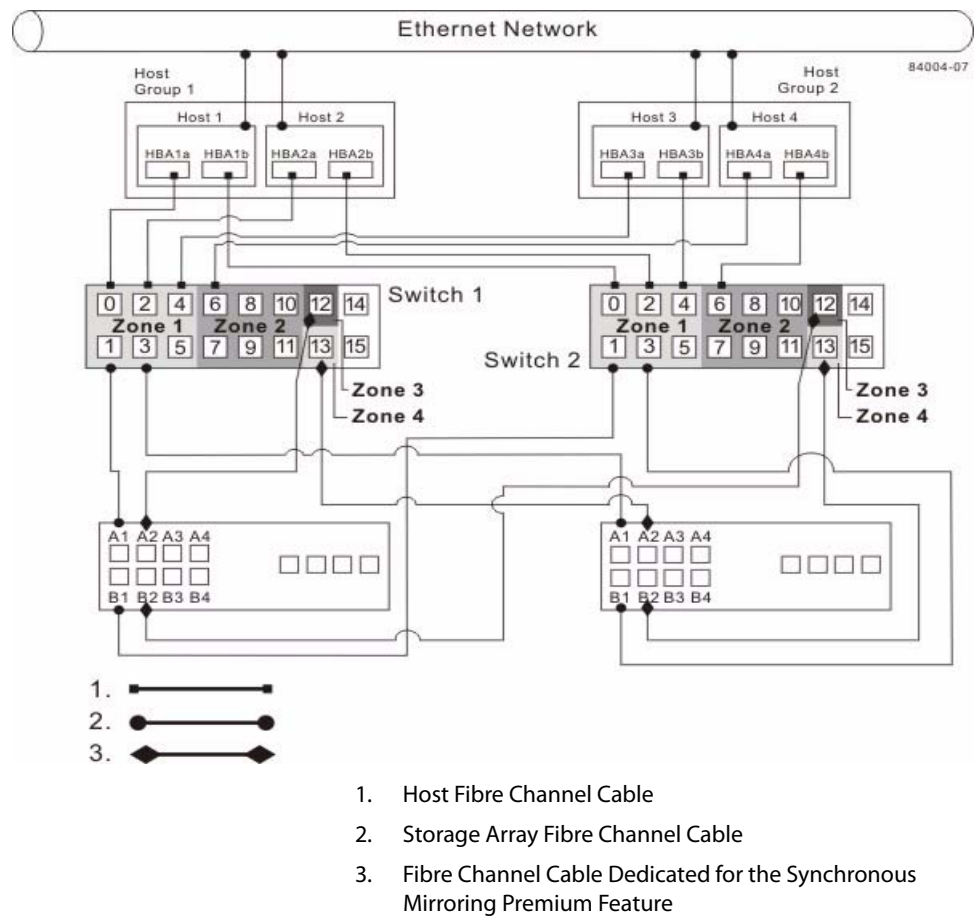 Ethernet Network
84004-07
Host
Group 1
Host
Group 2
Host 1
Host 2
Host 3
Host 4
HBA1a
HBA1b
HBA2a
HBA2b
HBA3a
HBA3b
HBA4a
HBA4b
Switch 1
0 2 4 6 8 10 12 14
Zone 1 Zone 2
1 3 5 7 9 11 13 15
Zone 3
Zone 4
Switch 2
0 2 4 6 8 10 12 14
Zone 1 Zone 2
1 3 5 7 9 11 13 15
Zone 3
Zone 4
A1 A2 A3 A4
B1 B2 B3 B4
A1 A2 A3 A4
B1 B2 B3 B4
1.
2.
3.
1. Host Fibre Channel Cable
2. Storage Array Fibre Channel Cable
3. Fibre Channel Cable Dedicated for the Synchronous
Mirroring Premium Feature